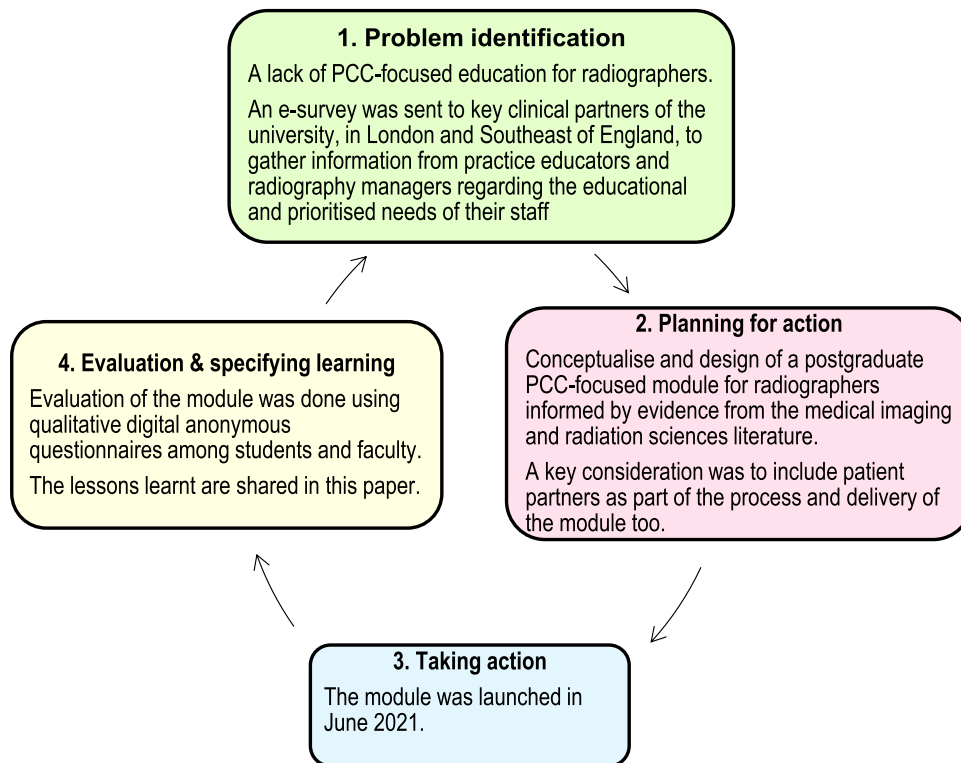 1. Problem identification
A lack of PCC-focused education for radiographers.
An e-survey was sent to key clinical partners of the
university, in London and Southeast of England, to
gather information from practice educators and
radiography managers regarding the educational
and prioritised needs of their staff
2. Planning for action
Conceptualise and design of a postgraduate
PCC-focused module for radiographers
informed by evidence from the medical imaging
and radiation sciences literature.
A key consideration was to include patient
partners as part of the process and delivery of
the module too.
3. Taking action
The module was launched in
June 2021.
4. Evaluation & specifying learning
Evaluation of the module was done using
qualitative digital anonymous
questionnaires among students and faculty.
The lessons learnt are shared in this paper.